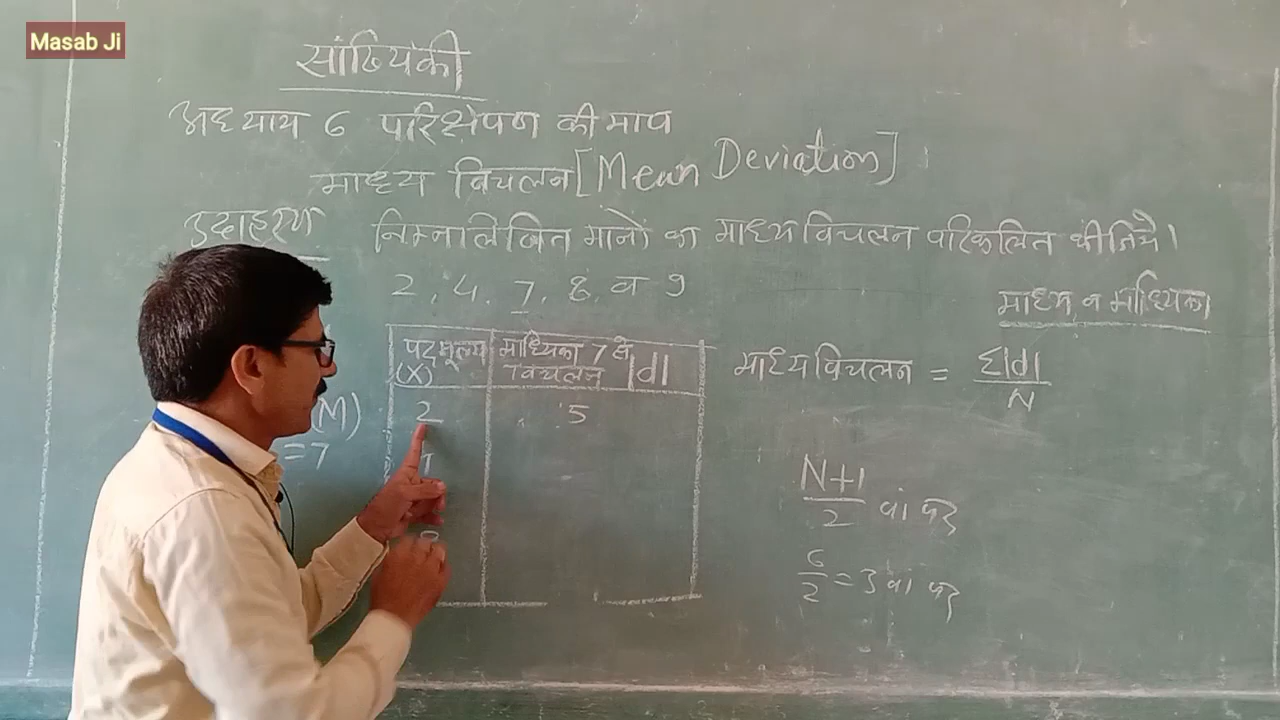 Masab Ji
सांख्यिकी
अध्याय 6 परिक्षेपण की माप
माध्य विचलन [Mean Deviation]
उदाहरण निम्नलिखित मानों का माध्य विचलन परिकलित कीजिये।
2, 4, 7, 8, व 9
माध्य व माध्यिका
पद मूल्य (X) माध्यिका 7 से विचलन |d|
माध्य विचलन = Σ|d| / N
(M) 2 5
= 7
N+1 / 2 वां पद
6 / 2 = 3 वां पद